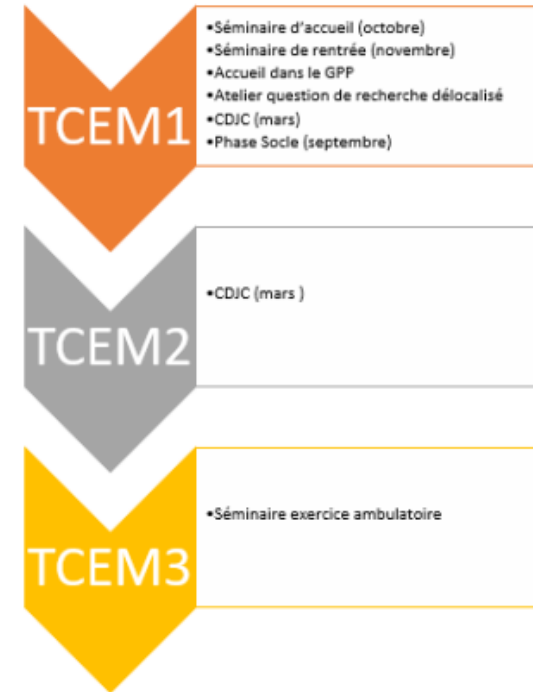 TCEM1
•Séminaire d'accueil (octobre)
•Séminaire de rentrée (novembre)
•Accueil dans le GPP
•Atelier question de recherche délocalisé
•CDJC (mars)
•Phase Socle (septembre)
TCEM2
•CDJC (mars )
TCEM3
•Séminaire exercice ambulatoire